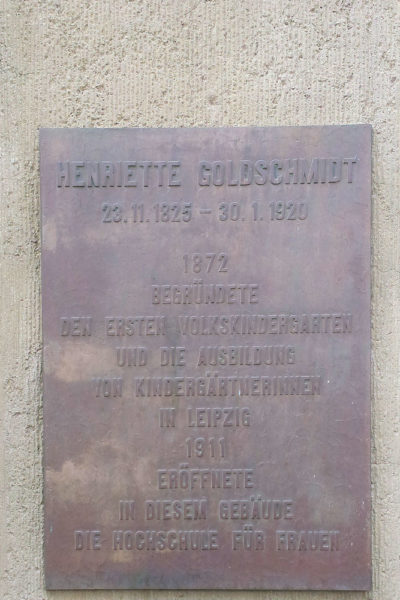 HENRIETTE GOLDSCHMIDT
23.11.1825 – 30.1.1920
1872
BEGRÜNDETE
DEN ERSTEN VOLKSKINDERGARTEN
UND DIE AUSBILDUNG
VON KINDERGÄRTNERINNEN
IN LEIPZIG
1911
ERÖFFNETE
IN DIESEM GEBÄUDE
DIE HOCHSCHULE FÜR FRAUEN